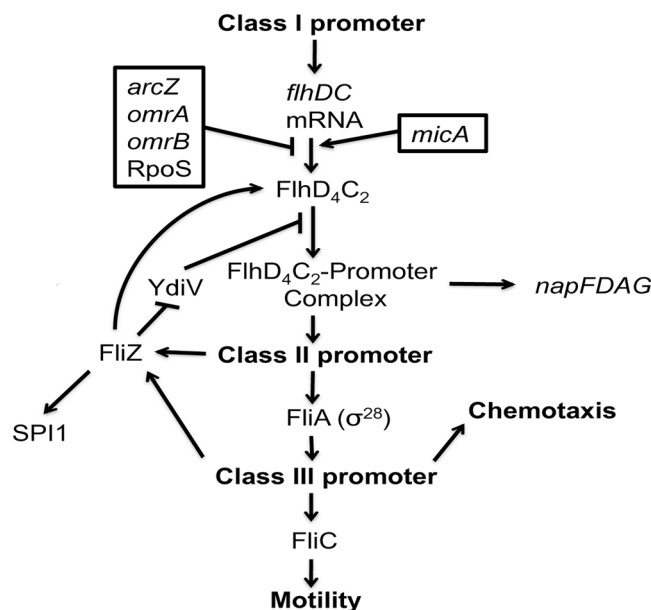 Class I promoter
arcZ
omrA
omrB
RpoS
flhDC
mRNA
micA
FlhD₄C₂
YdiV
FlhD₄C₂-Promoter
Complex
napFDAG
FliZ
Class II promoter
SPI1
FliA (σ²⁸)
Chemotaxis
Class III promoter
FliC
Motility